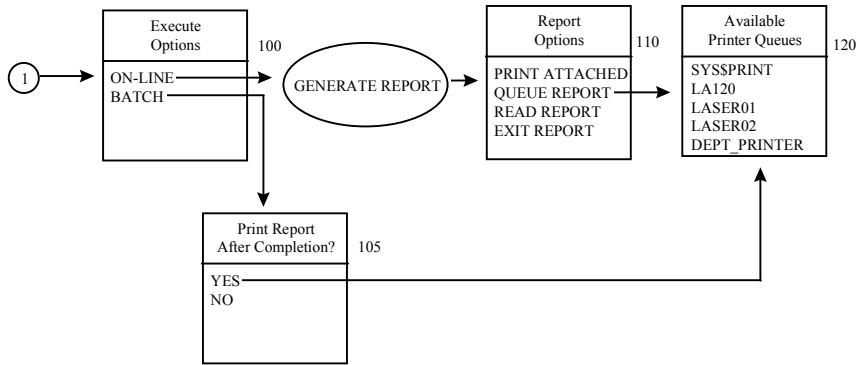 1
Execute
Options
100
ON-LINE
BATCH
GENERATE REPORT
Report
Options
110
PRINT ATTACHED
QUEUE REPORT
READ REPORT
EXIT REPORT
Available
Printer Queues
120
SYS$PRINT
LA120
LASER01
LASER02
DEPT_PRINTER
Print Report
After Completion?
105
YES
NO